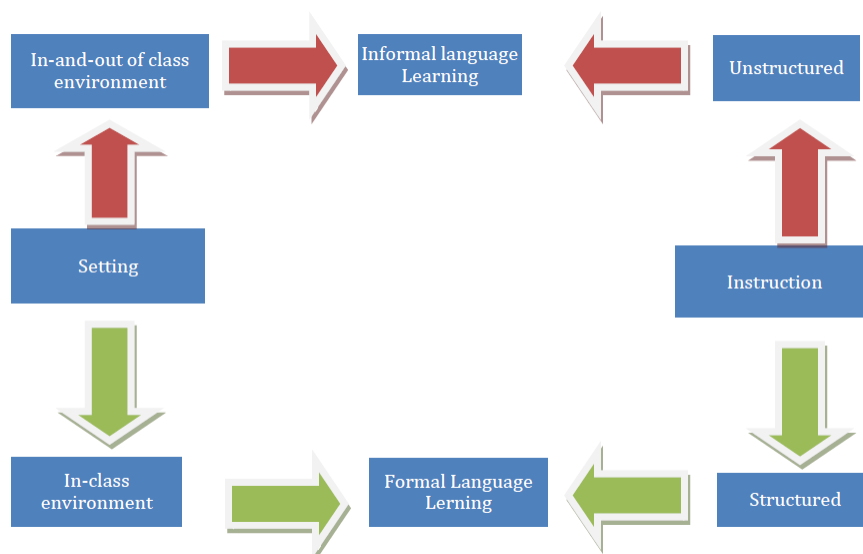 In-and-out of class
environment
Informal language
Learning
Unstructured
Setting
Instruction
In-class
environment
Formal Language
Lerning
Structured